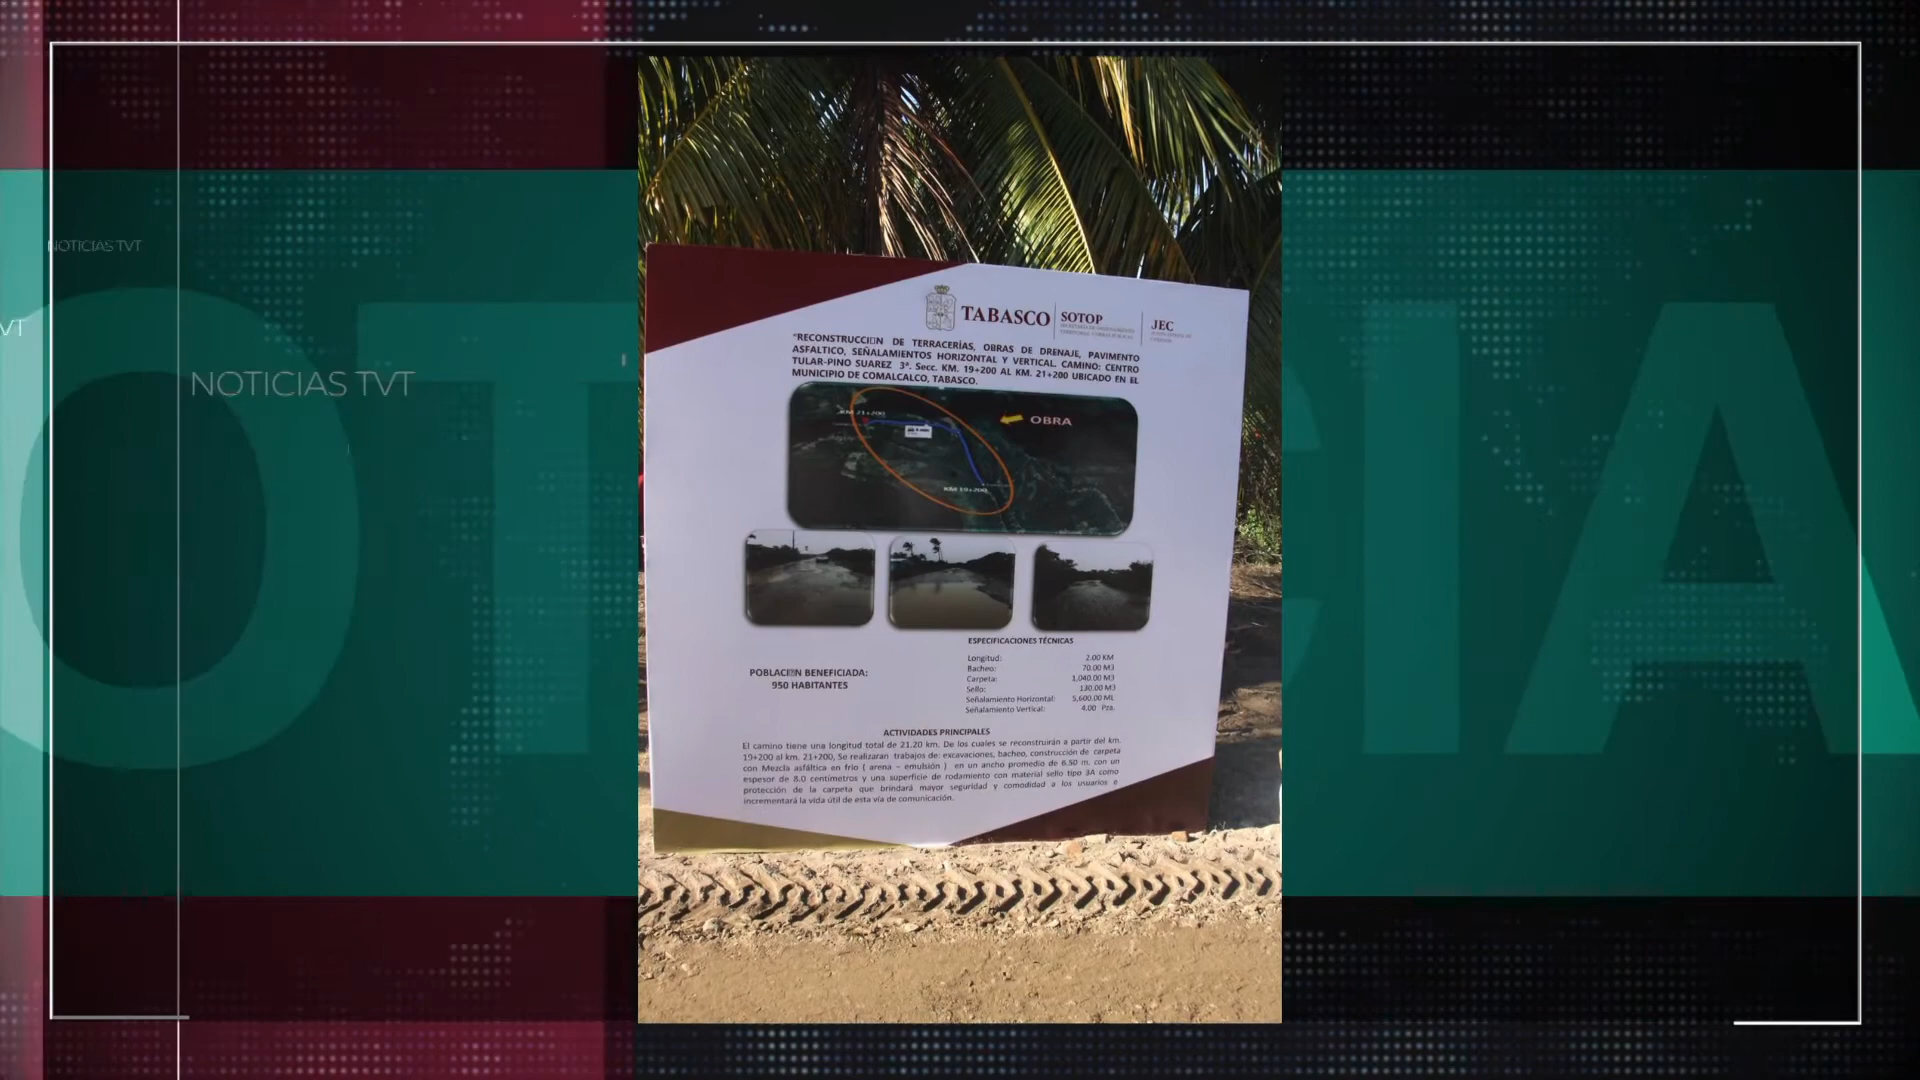 NOTICIAS TVT
VT
NOTICIAS TVT
OT
CIA
TABASCO
SOTOP
JEC
"RECONSTRUCCIÓN DE TERRACERÍAS, OBRAS DE DRENAJE, PAVIMENTO
ASFALTICO, SEÑALAMIENTOS HORIZONTAL Y VERTICAL. CAMINO: CENTRO
TULAR-PINO SUAREZ 3ª. Secc. KM. 19+200 AL KM. 21+200 UBICADO EN EL
MUNICIPIO DE COMALCALCO, TABASCO.
KM 21+200
OBRA
KM 19+200
ESPECIFICACIONES TÉCNICAS
Longitud: 2.00 KM
Bacheo: 70.00 M3
Carpeta: 1,040.00 M3
Sello: 130.00 M3
Señalamiento Horizontal: 5,600.00 ML
Señalamiento Vertical: 4.00 Pza.
POBLACIÓN BENEFICIADA:
950 HABITANTES
ACTIVIDADES PRINCIPALES
El camino tiene una longitud total de 21.20 km. De los cuales se reconstruirán a partir del km.
19+200 al km. 21+200, Se realizaran trabajos de: excavaciones, bacheo, construcción de carpeta
con Mezcla asfáltica en frio ( arena – emulsión ) en un ancho promedio de 6.50 m. con un
espesor de 8.0 centímetros y una superficie de rodamiento con material sello tipo 3A como
protección de la carpeta que brindará mayor seguridad y comodidad a los usuarios e
incrementará la vida útil de esta vía de comunicación.